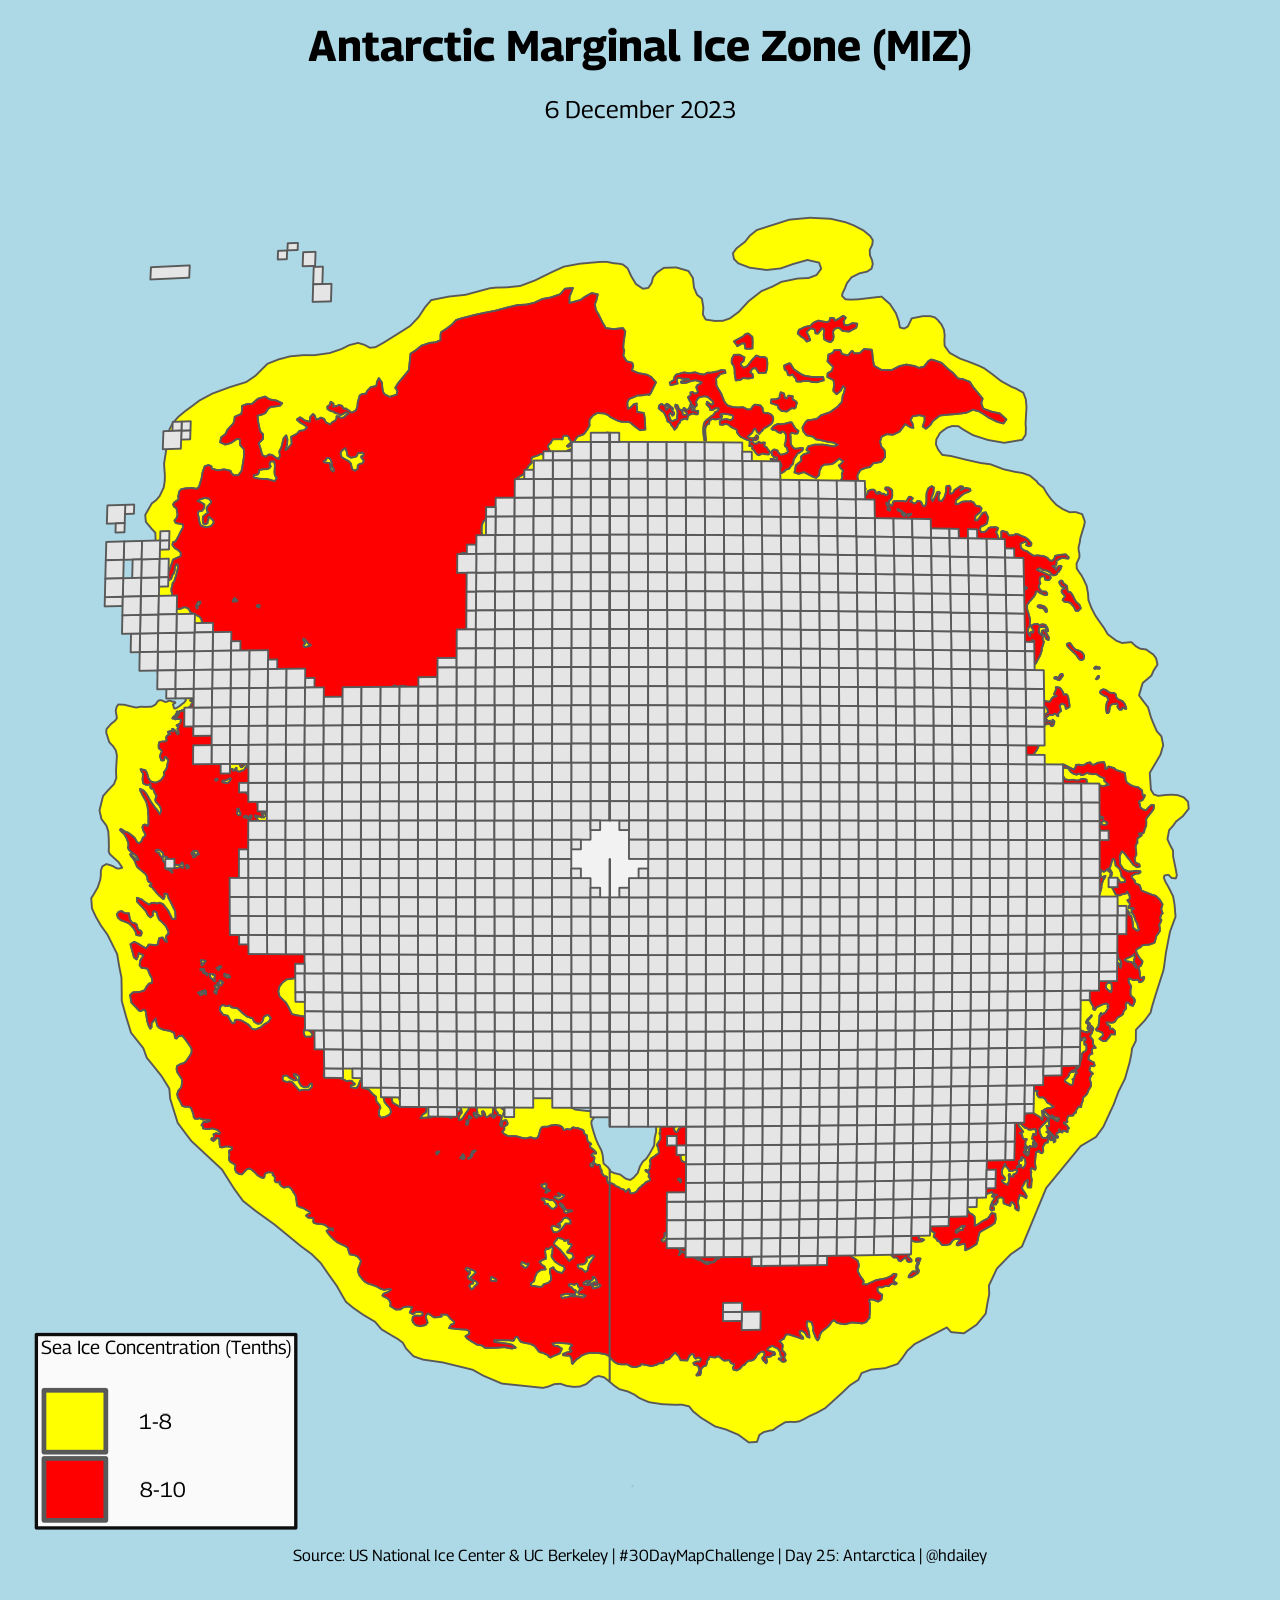 Antarctic Marginal Ice Zone (MIZ)
6 December 2023
Sea Ice Concentration (Tenths)
1-8
8-10
Source: US National Ice Center & UC Berkeley | #30DayMapChallenge | Day 25: Antarctica | @hdailey